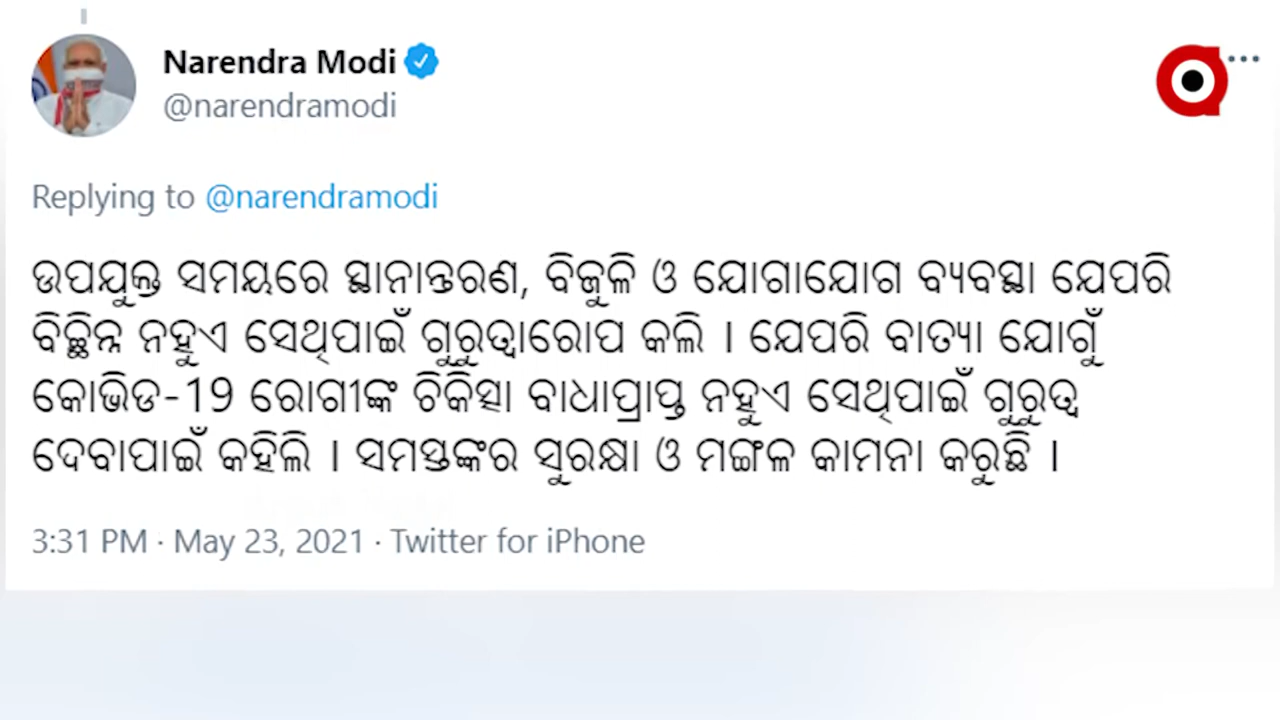 Narendra Modi
@narendramodi
Replying to @narendramodi
ଉପଯୁକ୍ତ ସମୟରେ ସ୍ଥାନାନ୍ତରଣ, ବିଜୁଳି ଓ ଯୋଗାଯୋଗ ବ୍ୟବସ୍ଥା ଯେପରି
ବିଚ୍ଛିନ୍ନ ନହୁଏ ସେଥିପାଇଁ ଗୁରୁତ୍ୱାରୋପ କଲି ।  ଯେପରି ବାତ୍ୟା ଯୋଗୁଁ
କୋଭିଡ-19 ରୋଗୀଙ୍କ ଚିକିତ୍ସା ବାଧାପ୍ରାପ୍ତ ନହୁଏ ସେଥିପାଇଁ ଗୁରୁତ୍ୱ
ଦେବାପାଇଁ କହିଲି । ସମସ୍ତଙ୍କର ସୁରକ୍ଷା ଓ ମଙ୍ଗଳ କାମନା କରୁଛି ।
3:31 PM · May 23, 2021 · Twitter for iPhone